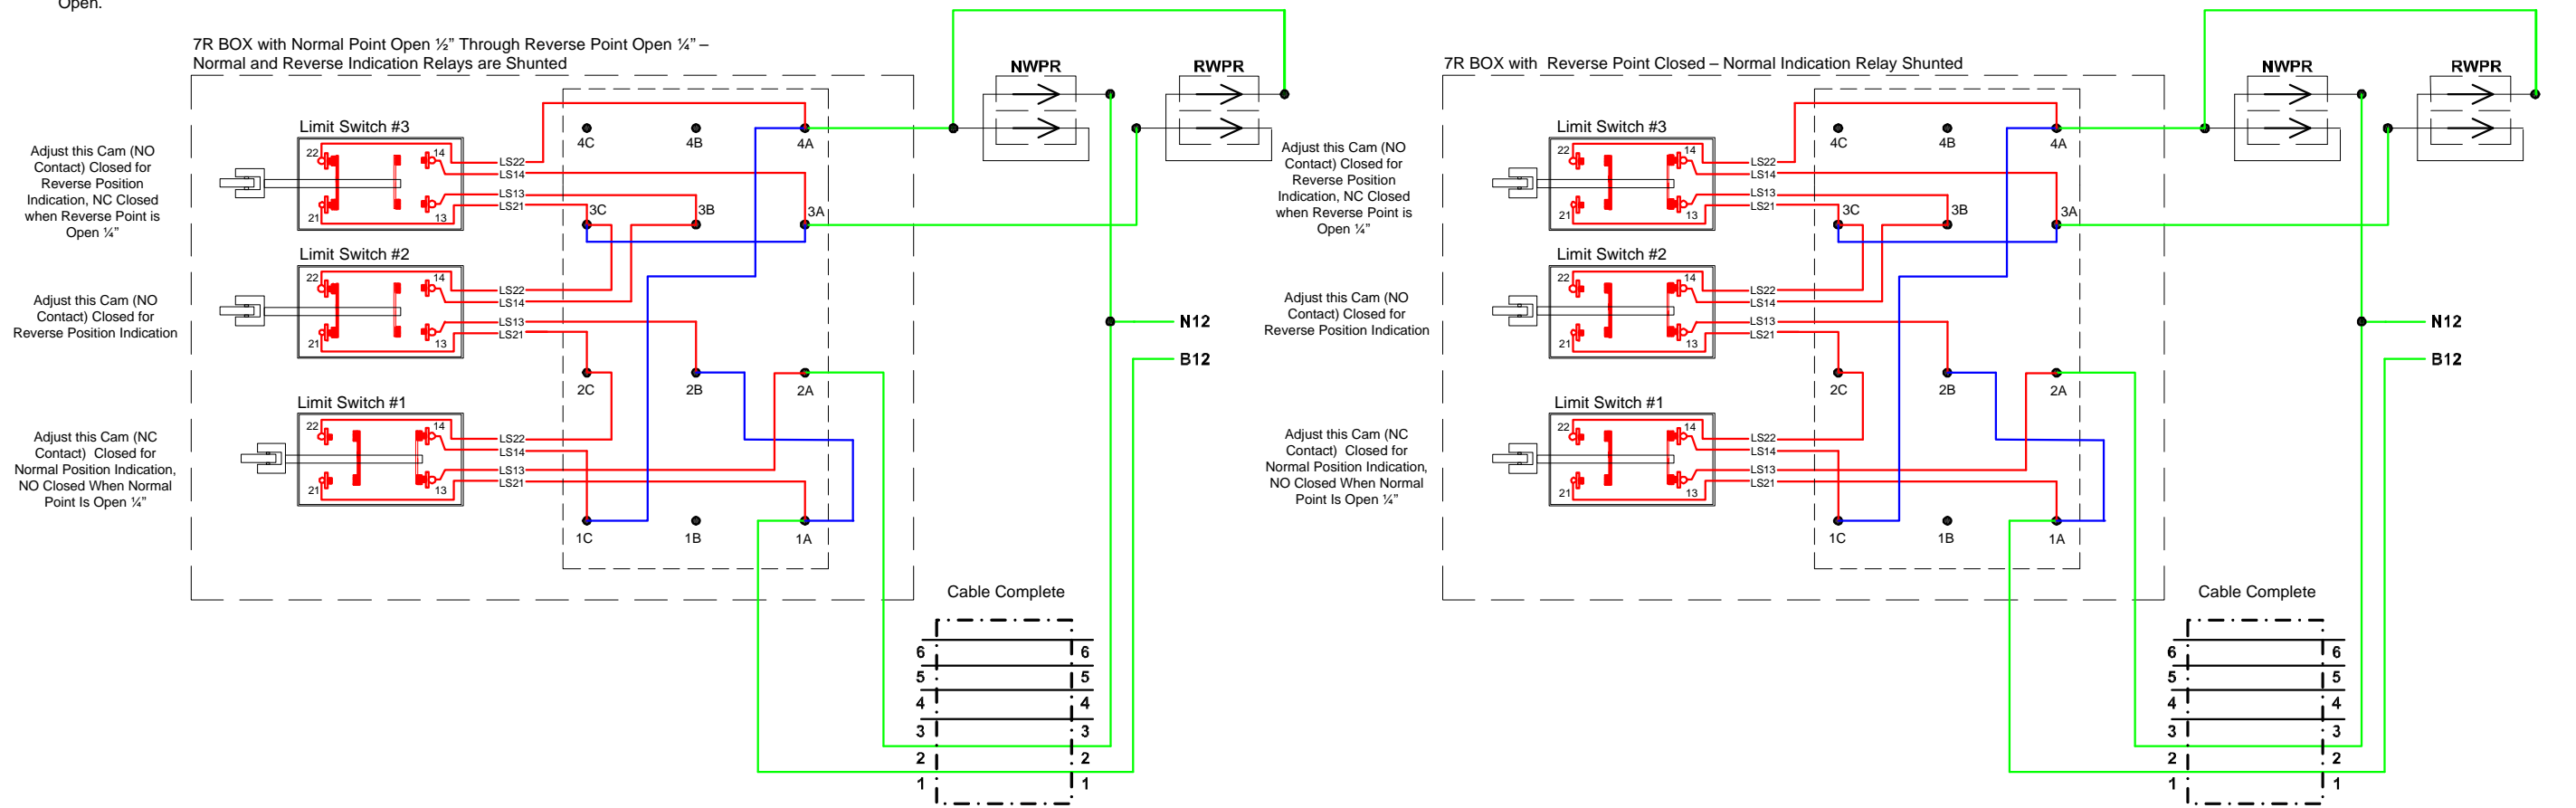 Open.
7R BOX with Normal Point Open ½” Through Reverse Point Open ¼” –
Normal and Reverse Indication Relays are Shunted
NWPR
RWPR
Limit Switch #3
22
14
21
13
LS22
LS14
LS13
LS21
Adjust this Cam (NO
Contact) Closed for
Reverse Position
Indication, NC Closed
when Reverse Point is
Open ¼”
4C
4B
4A
3C
3B
3A
Limit Switch #2
22
14
21
13
LS22
LS14
LS13
LS21
Adjust this Cam (NO
Contact) Closed for
Reverse Position Indication
2C
2B
2A
N12
B12
Limit Switch #1
22
14
21
13
LS22
LS14
LS13
LS21
Adjust this Cam (NC
Contact) Closed for
Normal Position Indication,
NO Closed When Normal
Point Is Open ¼”
1C
1B
1A
Cable Complete
6 6
5 5
4 4
3 3
2 2
1 1
7R BOX with Reverse Point Closed – Normal Indication Relay Shunted
NWPR
RWPR
Limit Switch #3
22
14
21
13
LS22
LS14
LS13
LS21
Adjust this Cam (NO
Contact) Closed for
Reverse Position
Indication, NC Closed
when Reverse Point is
Open ¼”
4C
4B
4A
3C
3B
3A
Limit Switch #2
22
14
21
13
LS22
LS14
LS13
LS21
Adjust this Cam (NO
Contact) Closed for
Reverse Position Indication
2C
2B
2A
N12
B12
Limit Switch #1
22
14
21
13
LS22
LS14
LS13
LS21
Adjust this Cam (NC
Contact) Closed for
Normal Position Indication,
NO Closed When Normal
Point Is Open ¼”
1C
1B
1A
Cable Complete
6 6
5 5
4 4
3 3
2 2
1 1